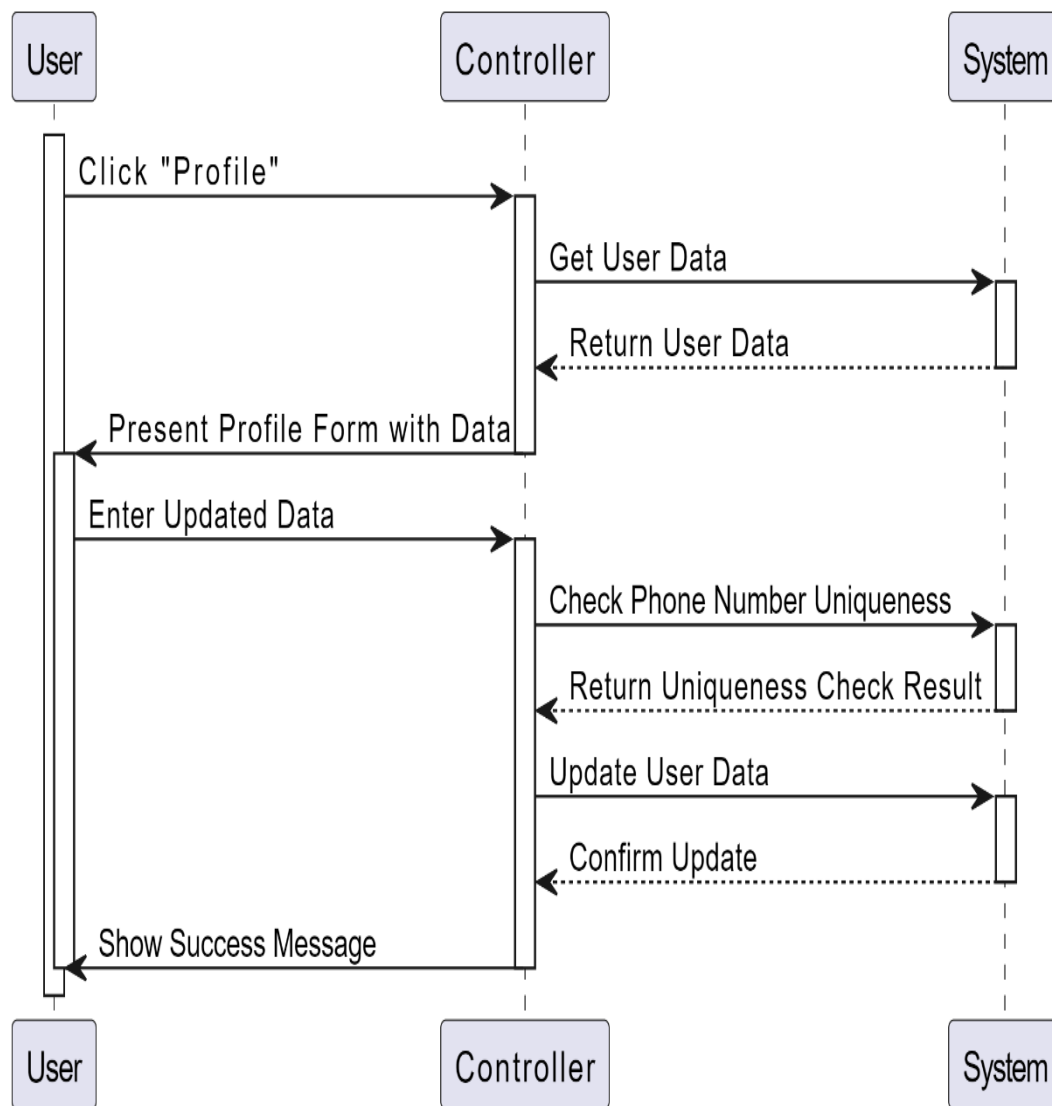 User
Controller
System
Click "Profile"
Get User Data
Return User Data
Present Profile Form with Data
Enter Updated Data
Check Phone Number Uniqueness
Return Uniqueness Check Result
Update User Data
Confirm Update
Show Success Message
User
Controller
System